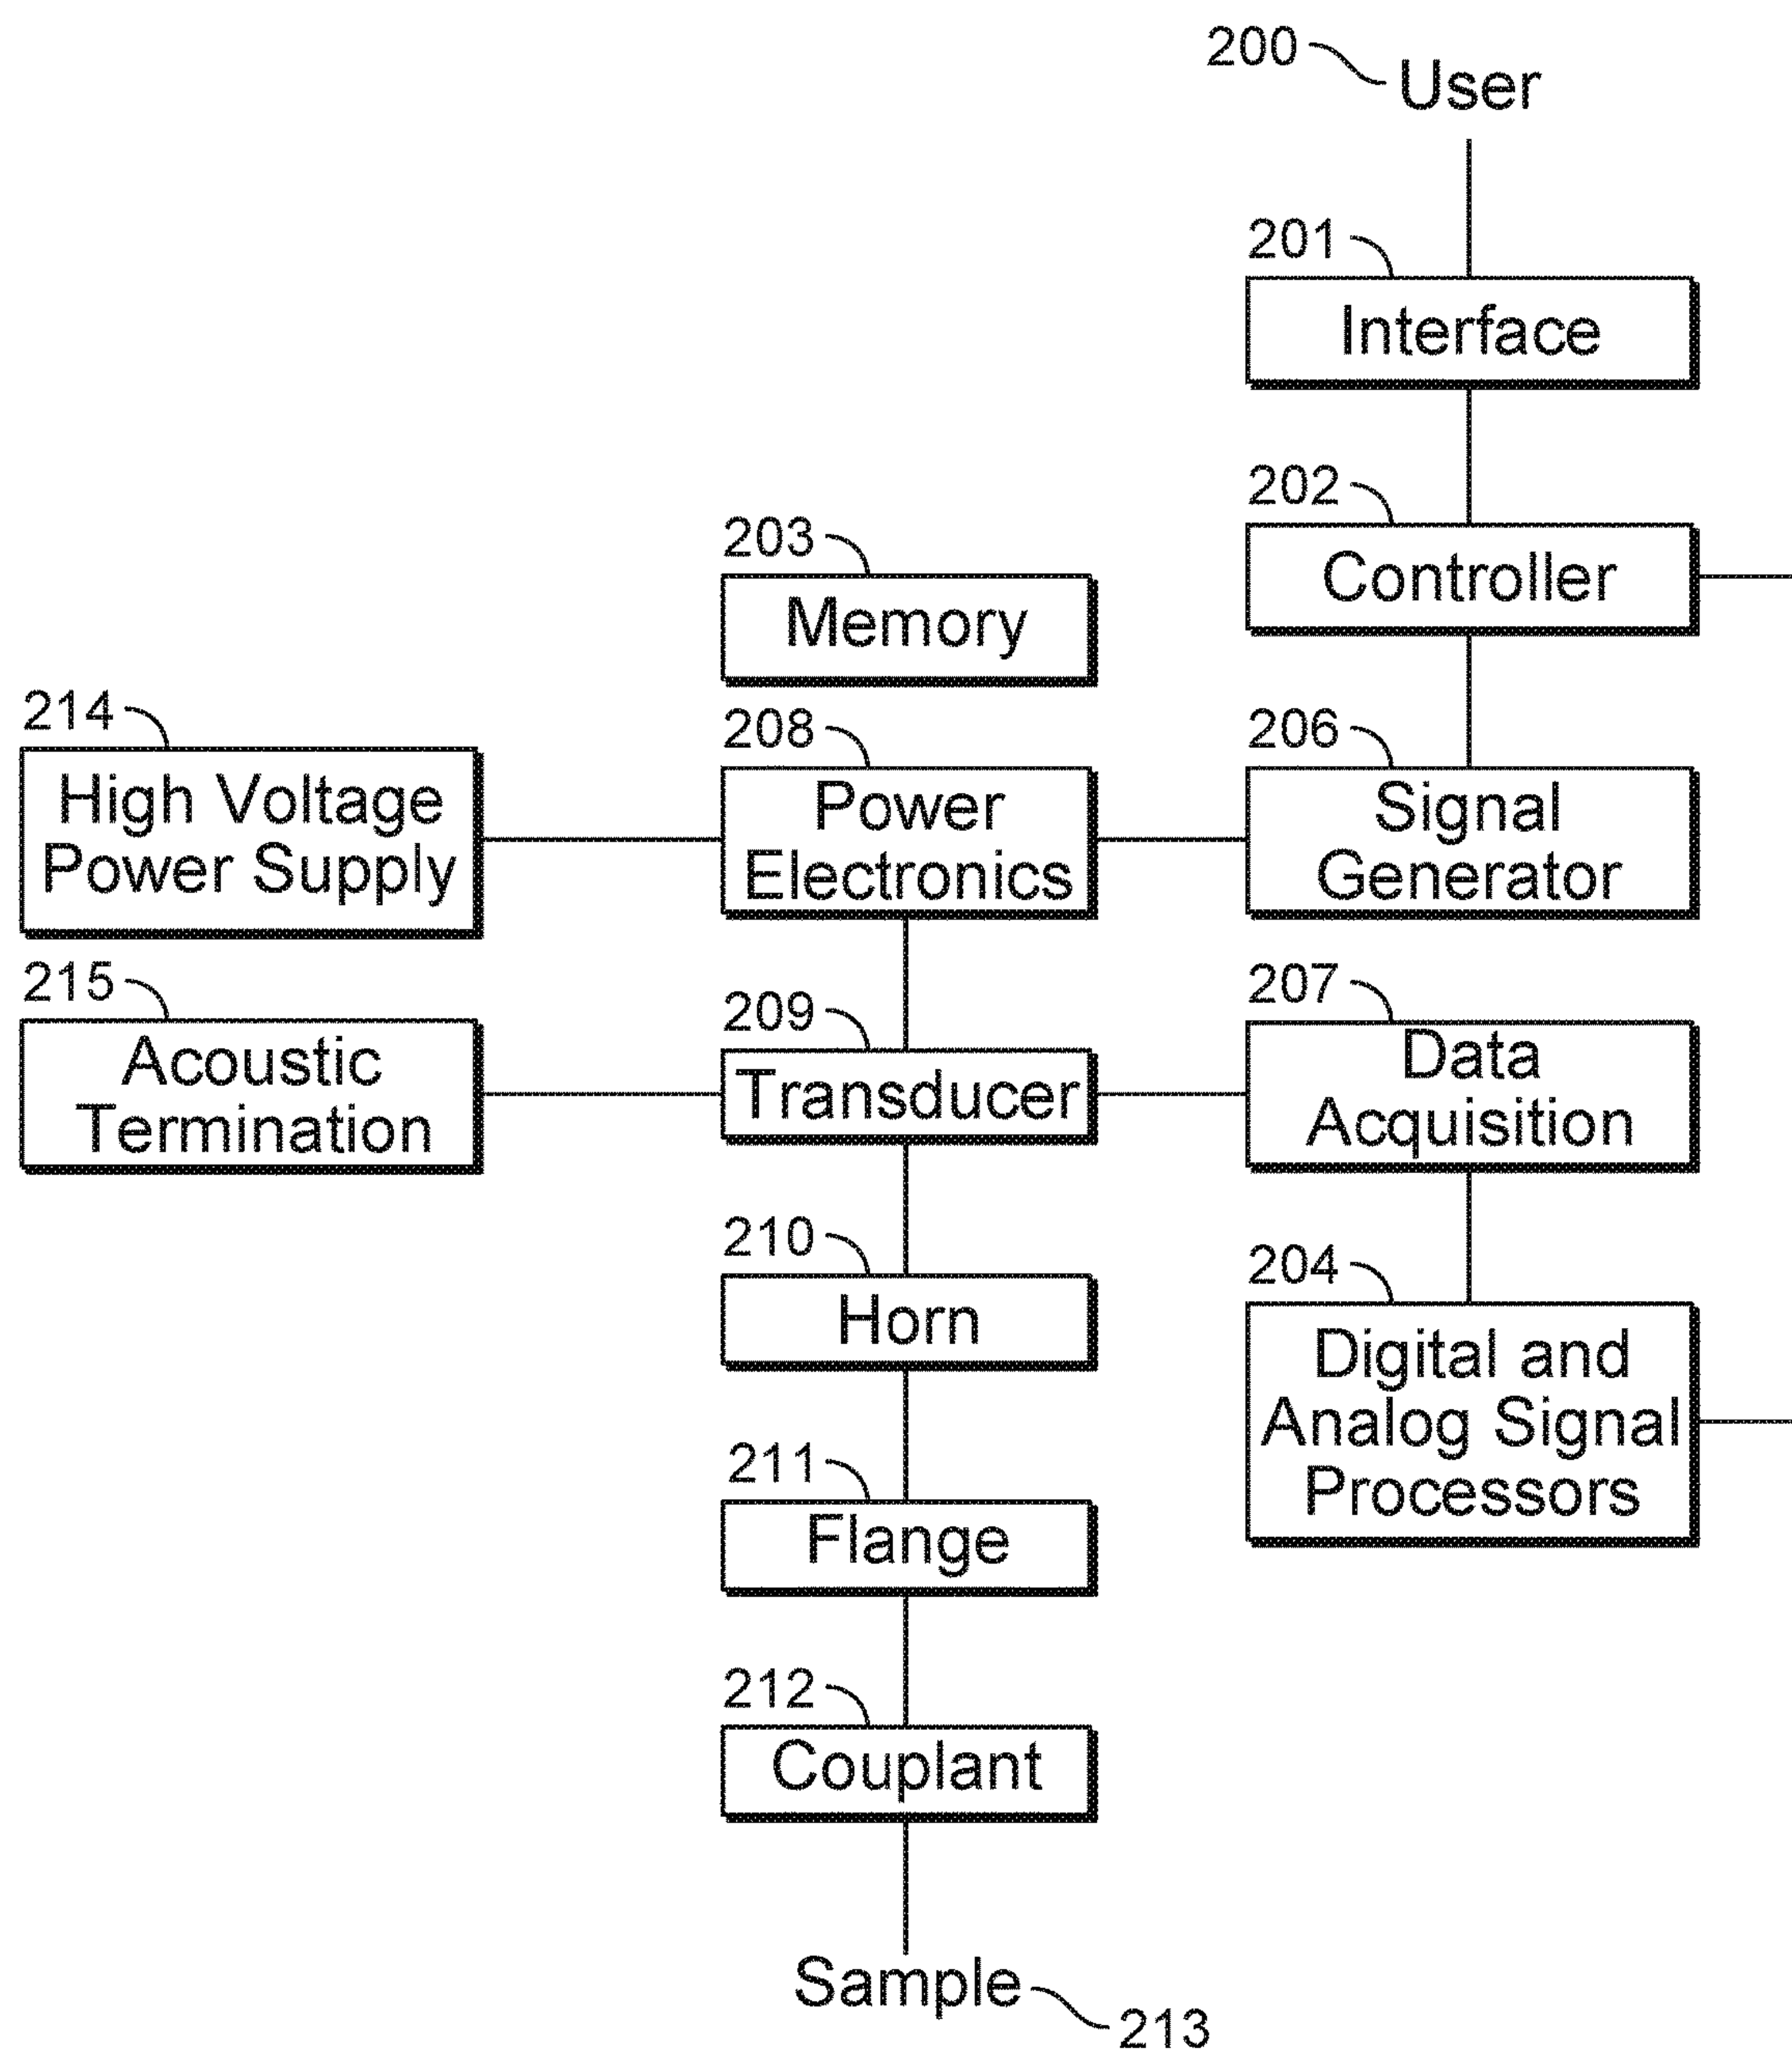 200
User
201
Interface
202
Controller
203
Memory
214
High Voltage
Power Supply
208
Power
Electronics
206
Signal
Generator
215
Acoustic
Termination
209
Transducer
207
Data
Acquisition
210
Horn
204
Digital and
Analog Signal
Processors
211
Flange
212
Couplant
Sample
213